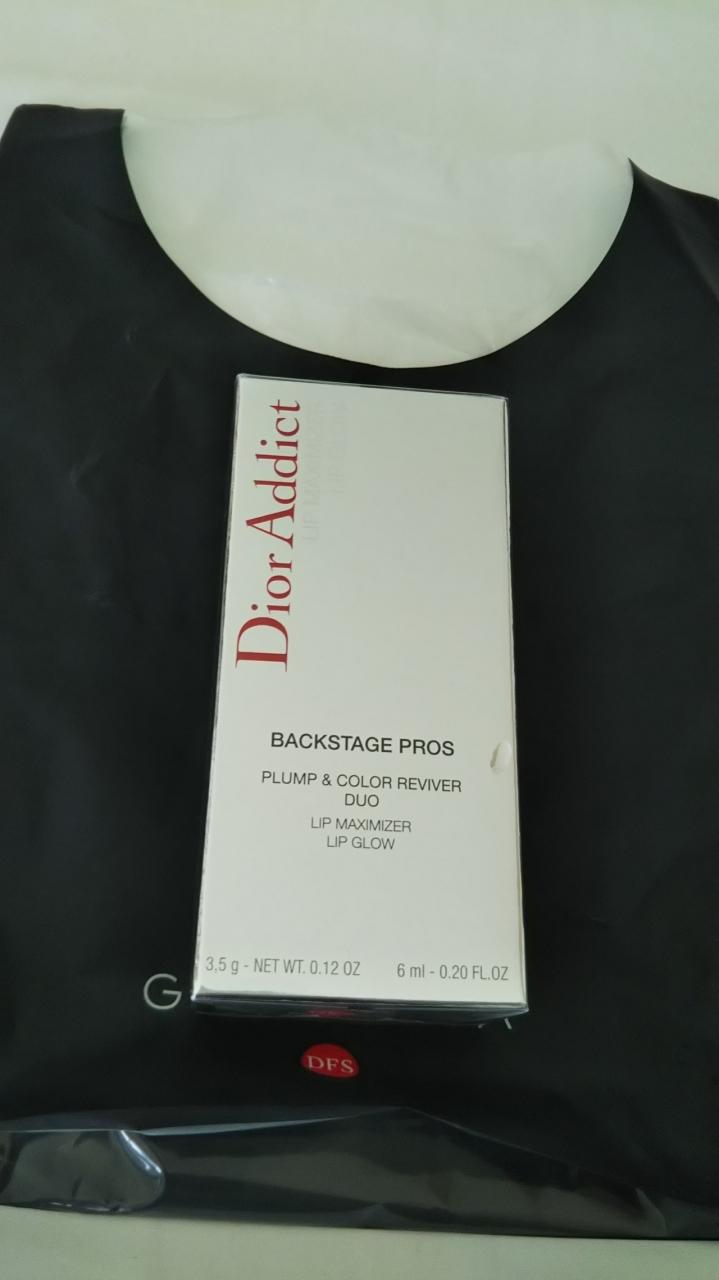 Dior Addict
BACKSTAGE PROS
PLUMP & COLOR REVIVER
DUO
LIP MAXIMIZER
LIP GLOW
3,5 g - NET WT. 0.12 OZ 6 ml - 0.20 FL.OZ
G
DFS